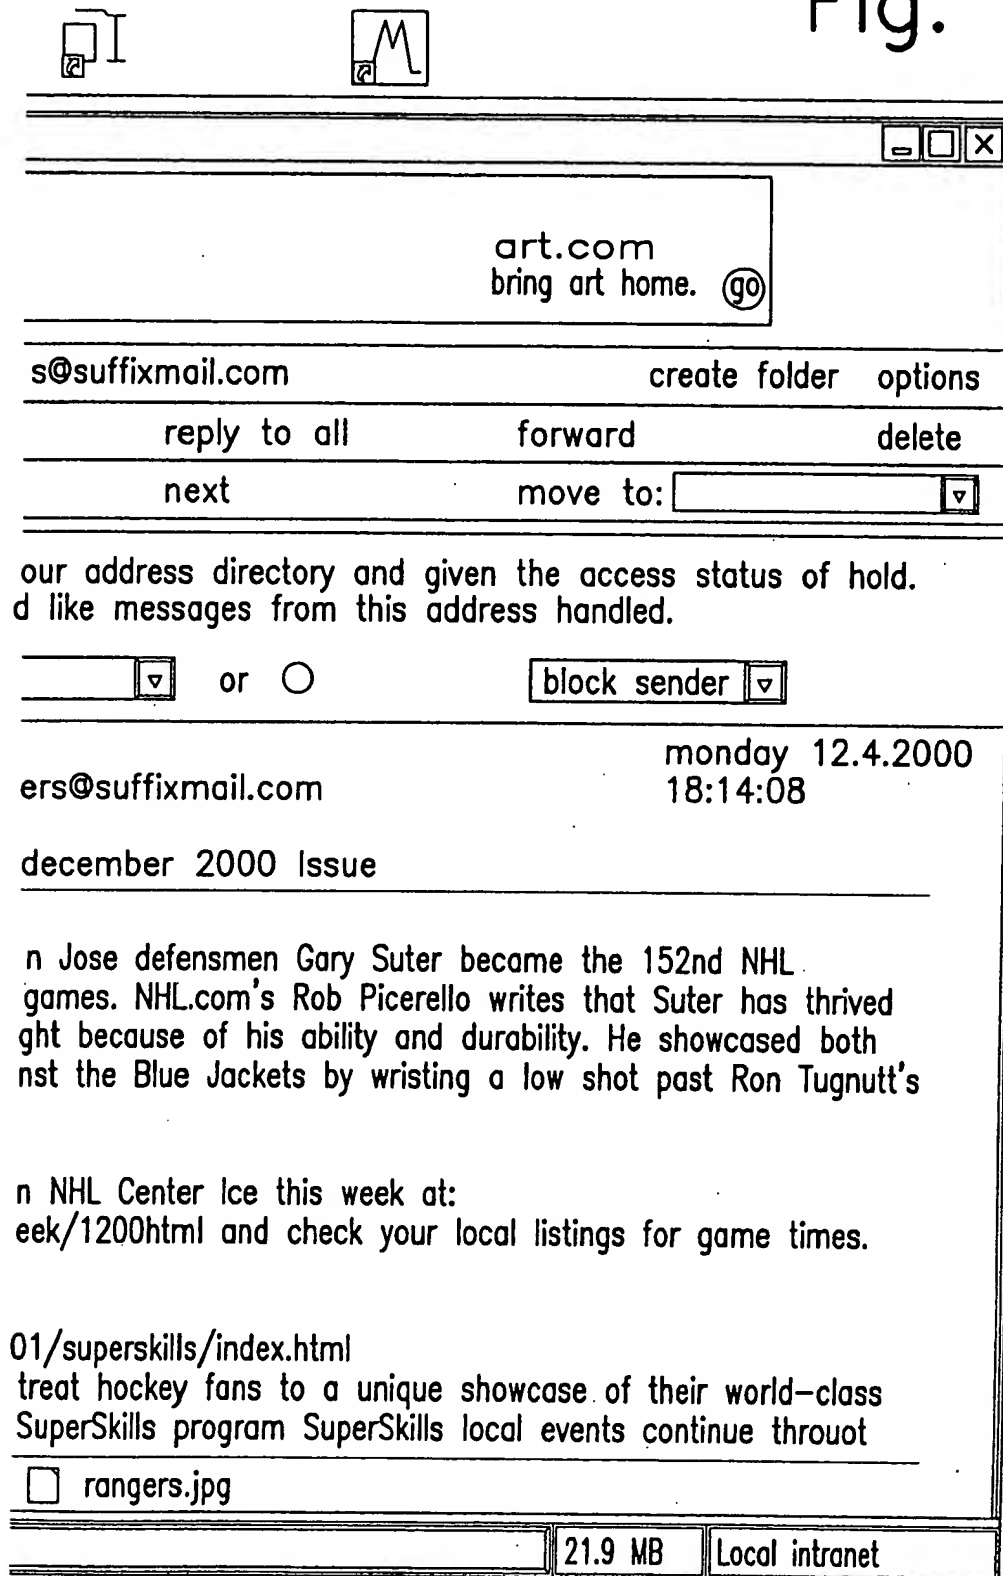 Fig.
M
art.com
bring art home. go
s@suffixmail.com create folder options
reply to all forward delete
next move to:
our address directory and given the access status of hold.
d like messages from this address handled.
or block sender
monday 12.4.2000
ers@suffixmail.com 18:14:08
december 2000 Issue
n Jose defensmen Gary Suter became the 152nd NHL
games. NHL.com's Rob Picerello writes that Suter has thrived
ght because of his ability and durability. He showcased both
nst the Blue Jackets by wristing a low shot past Ron Tugnutt's
n NHL Center Ice this week at:
eek/1200html and check your local listings for game times.
01/superskills/index.html
treat hockey fans to a unique showcase of their world-class
SuperSkills program SuperSkills local events continue throuot
rangers.jpg
21.9 MB Local intranet